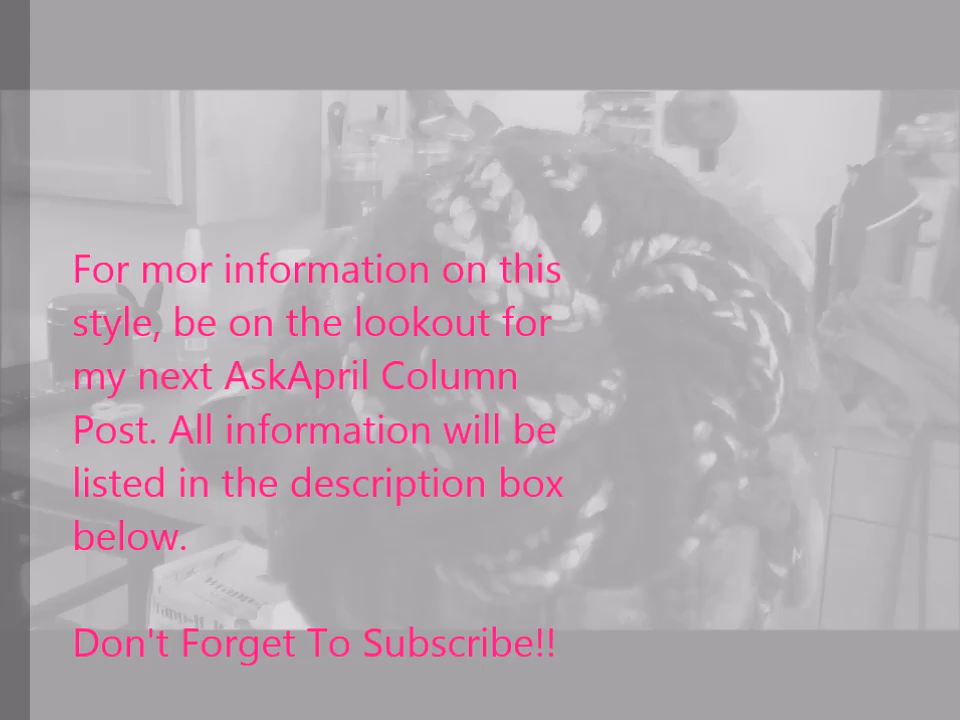 For mor information on this
style, be on the lookout for
my next AskApril Column
Post. All information will be
listed in the description box
below.
Don't Forget To Subscribe!!